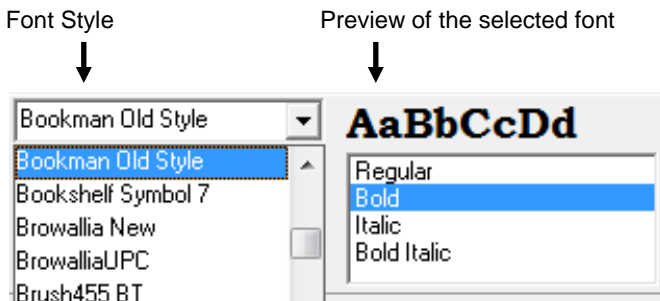 Font Style
Preview of the selected font
Bookman Old Style
AaBbCcDd
Bookman Old Style
Bookshelf Symbol 7
Browallia New
BrowalliaUPC
Brush455 BT
Regular
Bold
Italic
Bold Italic